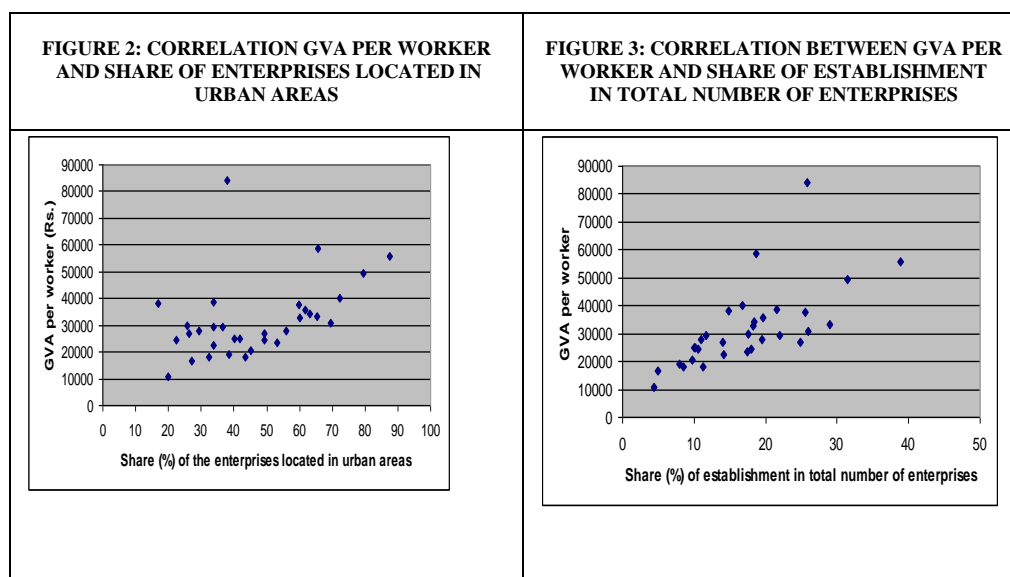 FIGURE 2: CORRELATION GVA PER WORKER
AND SHARE OF ENTERPRISES LOCATED IN
URBAN AREAS
FIGURE 3: CORRELATION BETWEEN GVA PER
WORKER AND SHARE OF ESTABLISHMENT
IN TOTAL NUMBER OF ENTERPRISES
GVA per worker (Rs.)
90000
80000
70000
60000
50000
40000
30000
20000
10000
0
0 10 20 30 40 50 60 70 80 90 100
Share (%) of the enterprises located in urban areas
GVA per worker
90000
80000
70000
60000
50000
40000
30000
20000
10000
0
0 10 20 30 40 50
Share (%) of establishment in total number of enterprises